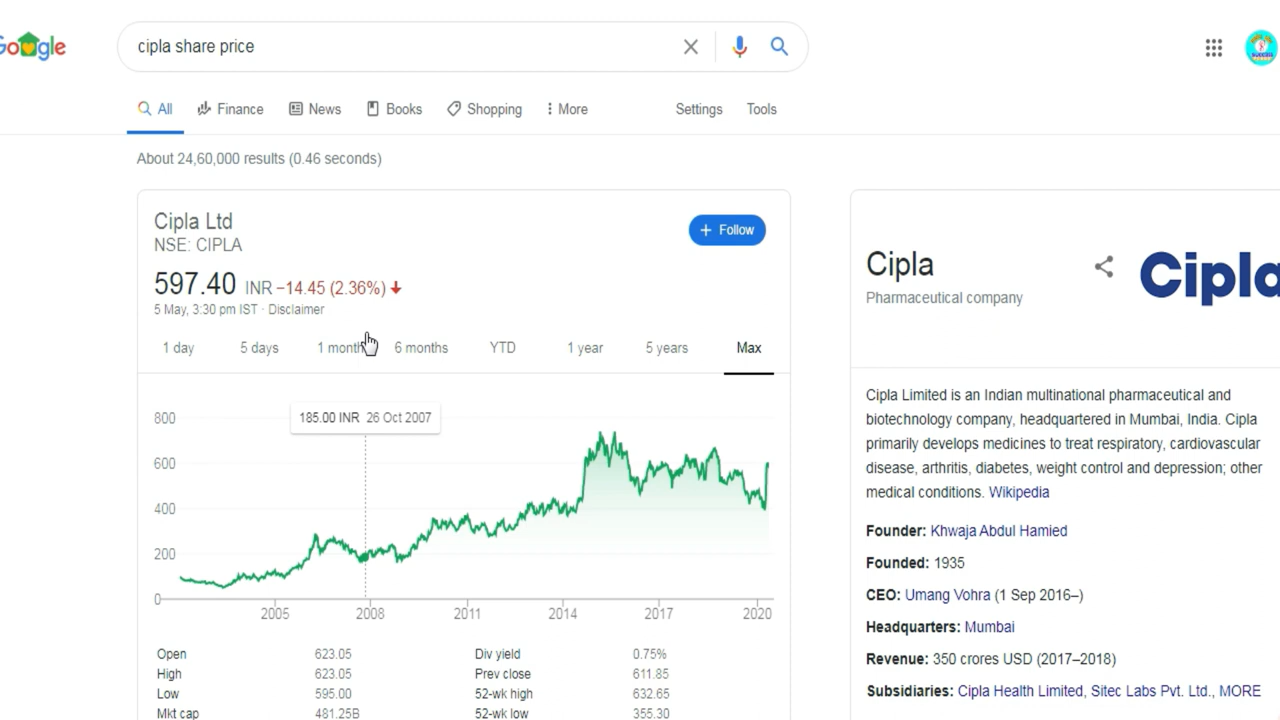 Google
cipla share price
All Finance News Books Shopping More Settings Tools
About 24,60,000 results (0.46 seconds)
Cipla Ltd
NSE: CIPLA
+ Follow
597.40 INR −14.45 (2.36%)
5 May, 3:30 pm IST · Disclaimer
1 day 5 days 1 month 6 months YTD 1 year 5 years Max
185.00 INR 26 Oct 2007
800
600
400
200
0
2005 2008 2011 2014 2017 2020
Open 623.05 Div yield 0.75%
High 623.05 Prev close 611.85
Low 595.00 52-wk high 632.65
Mkt cap 481.25B 52-wk low 355.30
Cipla
Pharmaceutical company
Cipla
Cipla Limited is an Indian multinational pharmaceutical and
biotechnology company, headquartered in Mumbai, India. Cipla
primarily develops medicines to treat respiratory, cardiovascular
disease, arthritis, diabetes, weight control and depression; other
medical conditions. Wikipedia
Founder: Khwaja Abdul Hamied
Founded: 1935
CEO: Umang Vohra (1 Sep 2016–)
Headquarters: Mumbai
Revenue: 350 crores USD (2017–2018)
Subsidiaries: Cipla Health Limited, Sitec Labs Pvt. Ltd., MORE